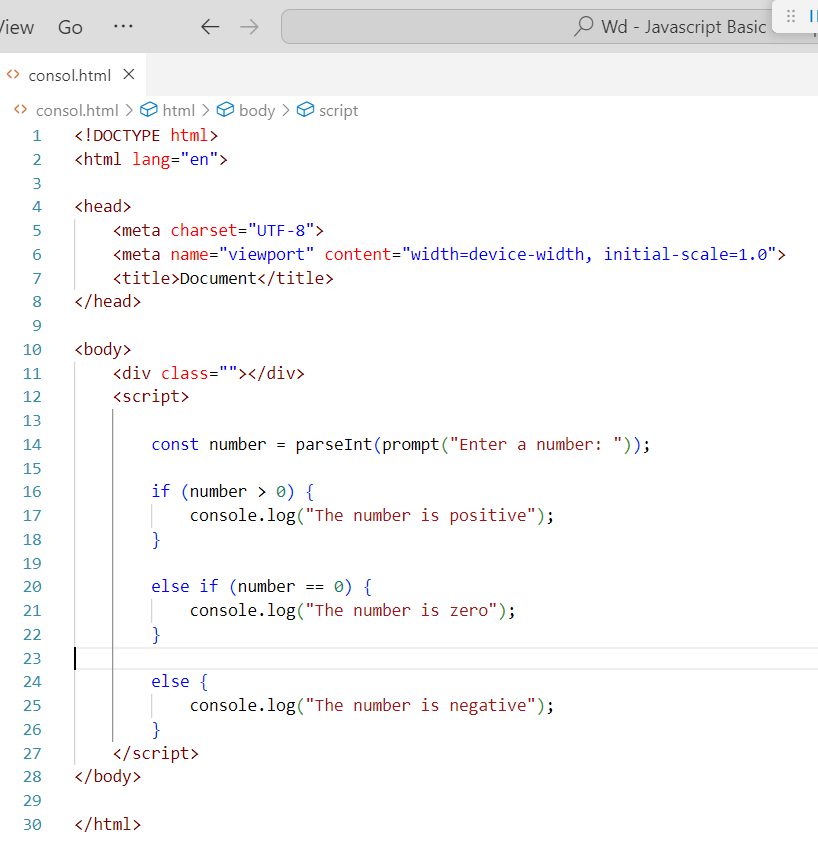 View Go ··· Wd - Javascript Basic
consol.html
consol.html > html > body > script
1 <!DOCTYPE html>
2 <html lang="en">
3
4 <head>
5     <meta charset="UTF-8">
6     <meta name="viewport" content="width=device-width, initial-scale=1.0">
7     <title>Document</title>
8 </head>
9
10 <body>
11     <div class=""></div>
12     <script>
13
14         const number = parseInt(prompt("Enter a number: "));
15
16         if (number > 0) {
17             console.log("The number is positive");
18         }
19
20         else if (number == 0) {
21             console.log("The number is zero");
22         }
23
24         else {
25             console.log("The number is negative");
26         }
27     </script>
28 </body>
29
30 </html>